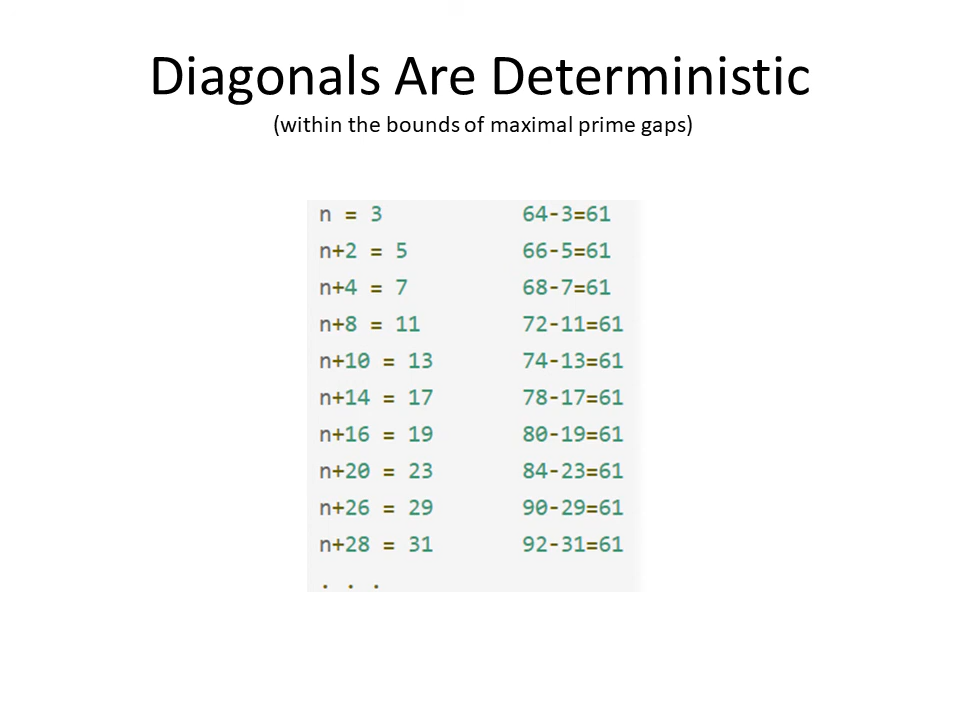 Diagonals Are Deterministic
(within the bounds of maximal prime gaps)
n = 3 64-3=61
n+2 = 5 66-5=61
n+4 = 7 68-7=61
n+8 = 11 72-11=61
n+10 = 13 74-13=61
n+14 = 17 78-17=61
n+16 = 19 80-19=61
n+20 = 23 84-23=61
n+26 = 29 90-29=61
n+28 = 31 92-31=61
. . .